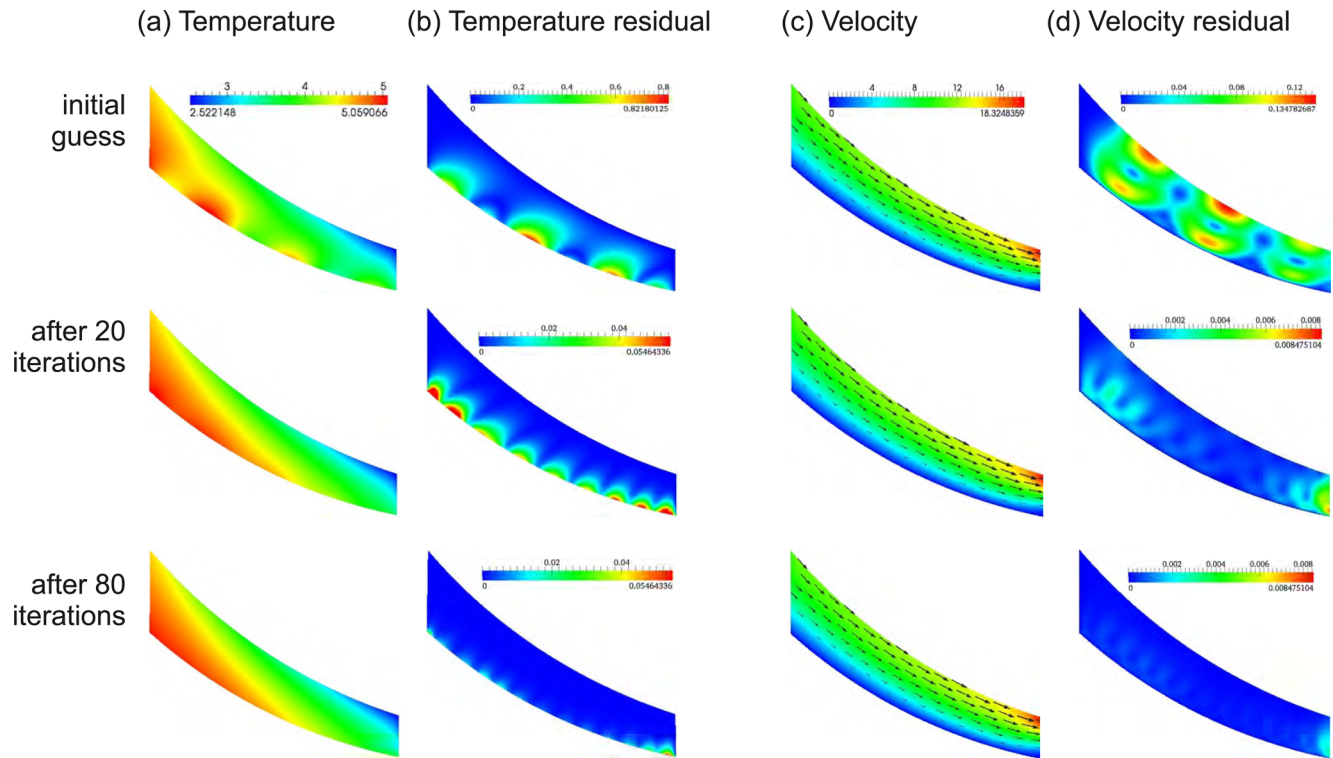 (a) Temperature
(b) Temperature residual
(c) Velocity
(d) Velocity residual
initial
guess
3 4 5
2.522148 5.059066
0.2 0.4 0.6 0.8
0 0.82180125
4 8 12 16
0 18.3248359
0.04 0.08 0.12
0 0.134782687
after 20
iterations
0.02 0.04
0 0.05464336
0.002 0.004 0.006 0.008
0 0.008475104
after 80
iterations
0.02 0.04
0 0.05464336
0.002 0.004 0.006 0.008
0 0.008475104